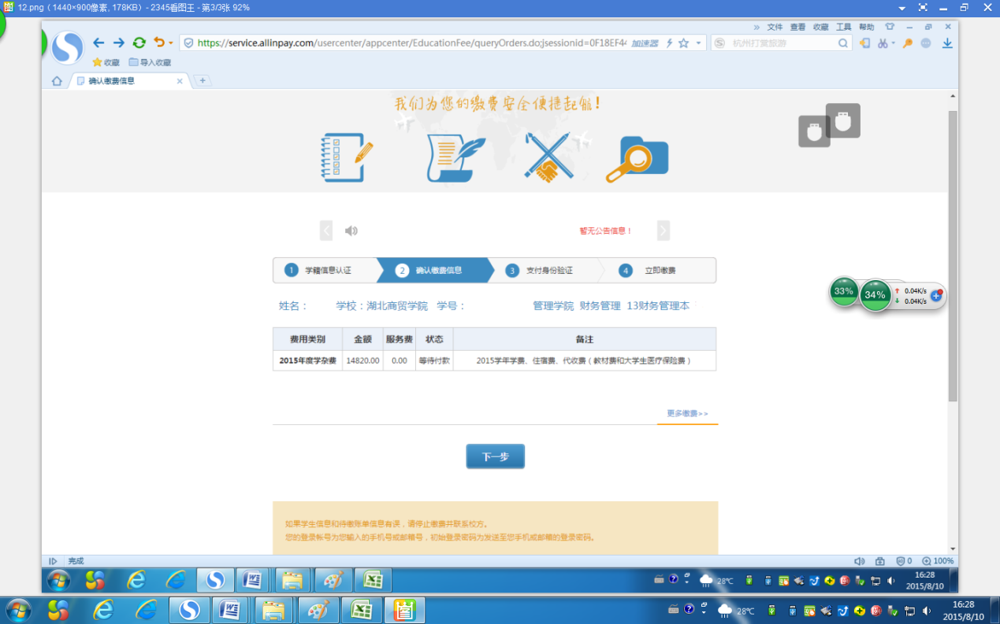 12.png（1440×900像素, 178KB）- 2345看图王 - 第3/3张 92%
» 文件 查看 收藏 工具 帮助
https://service.allinpay.com/usercenter/appcenter/EducationFee/queryOrders.do;jsessionid=0F18EF44 加速器
杭州打赏旅游
收藏 导入收藏
确认缴费信息
我们为您的缴费安全便捷起航！
暂无公告信息！
1 学籍信息认证 2 确认缴费信息 3 支付身份验证 4 立即缴费
33% 34% 0.04K/s
0.04K/s
姓名： 学校：湖北商贸学院 学号： 管理学院 财务管理 13财务管理本
费用类别 金额 服务费 状态 备注
2015年度学杂费 14820.00 0.00 等待付款 2015学年学费、住宿费、代收费（教材费和大学生医疗保险费）
更多缴费>>
下一步
如果学生信息和待缴账单信息有误，请停止缴费并联系校方。
您的登录帐号为您输入的手机号或邮箱号，初始登录密码为发送至您手机或邮箱的登录密码。
完成 0 100%
28℃ 16:28
2015/8/10
28℃ 16:28
2015/8/10